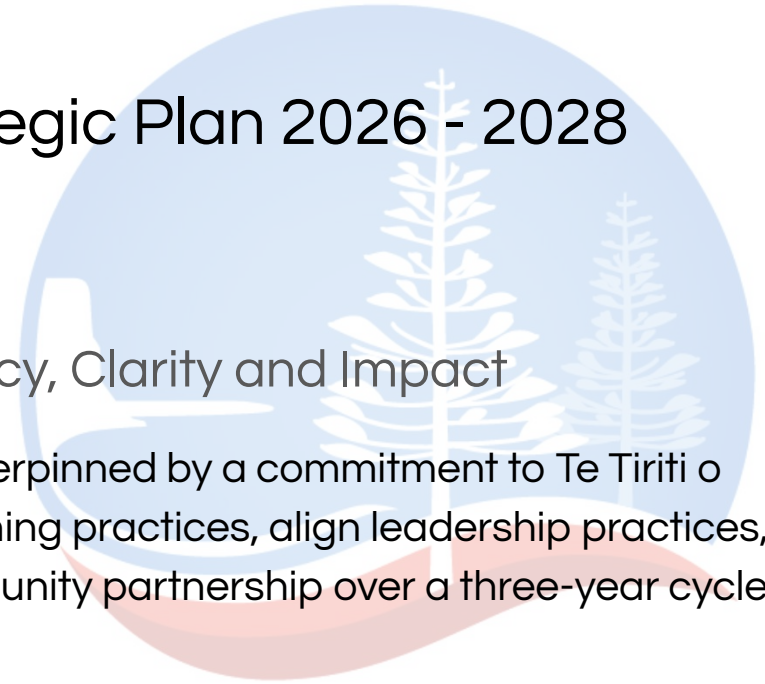 egic Plan 2026 - 2028
cy, Clarity and Impact
erpinned by a commitment to Te Tiriti o
ning practices, align leadership practices,
unity partnership over a three-year cycle